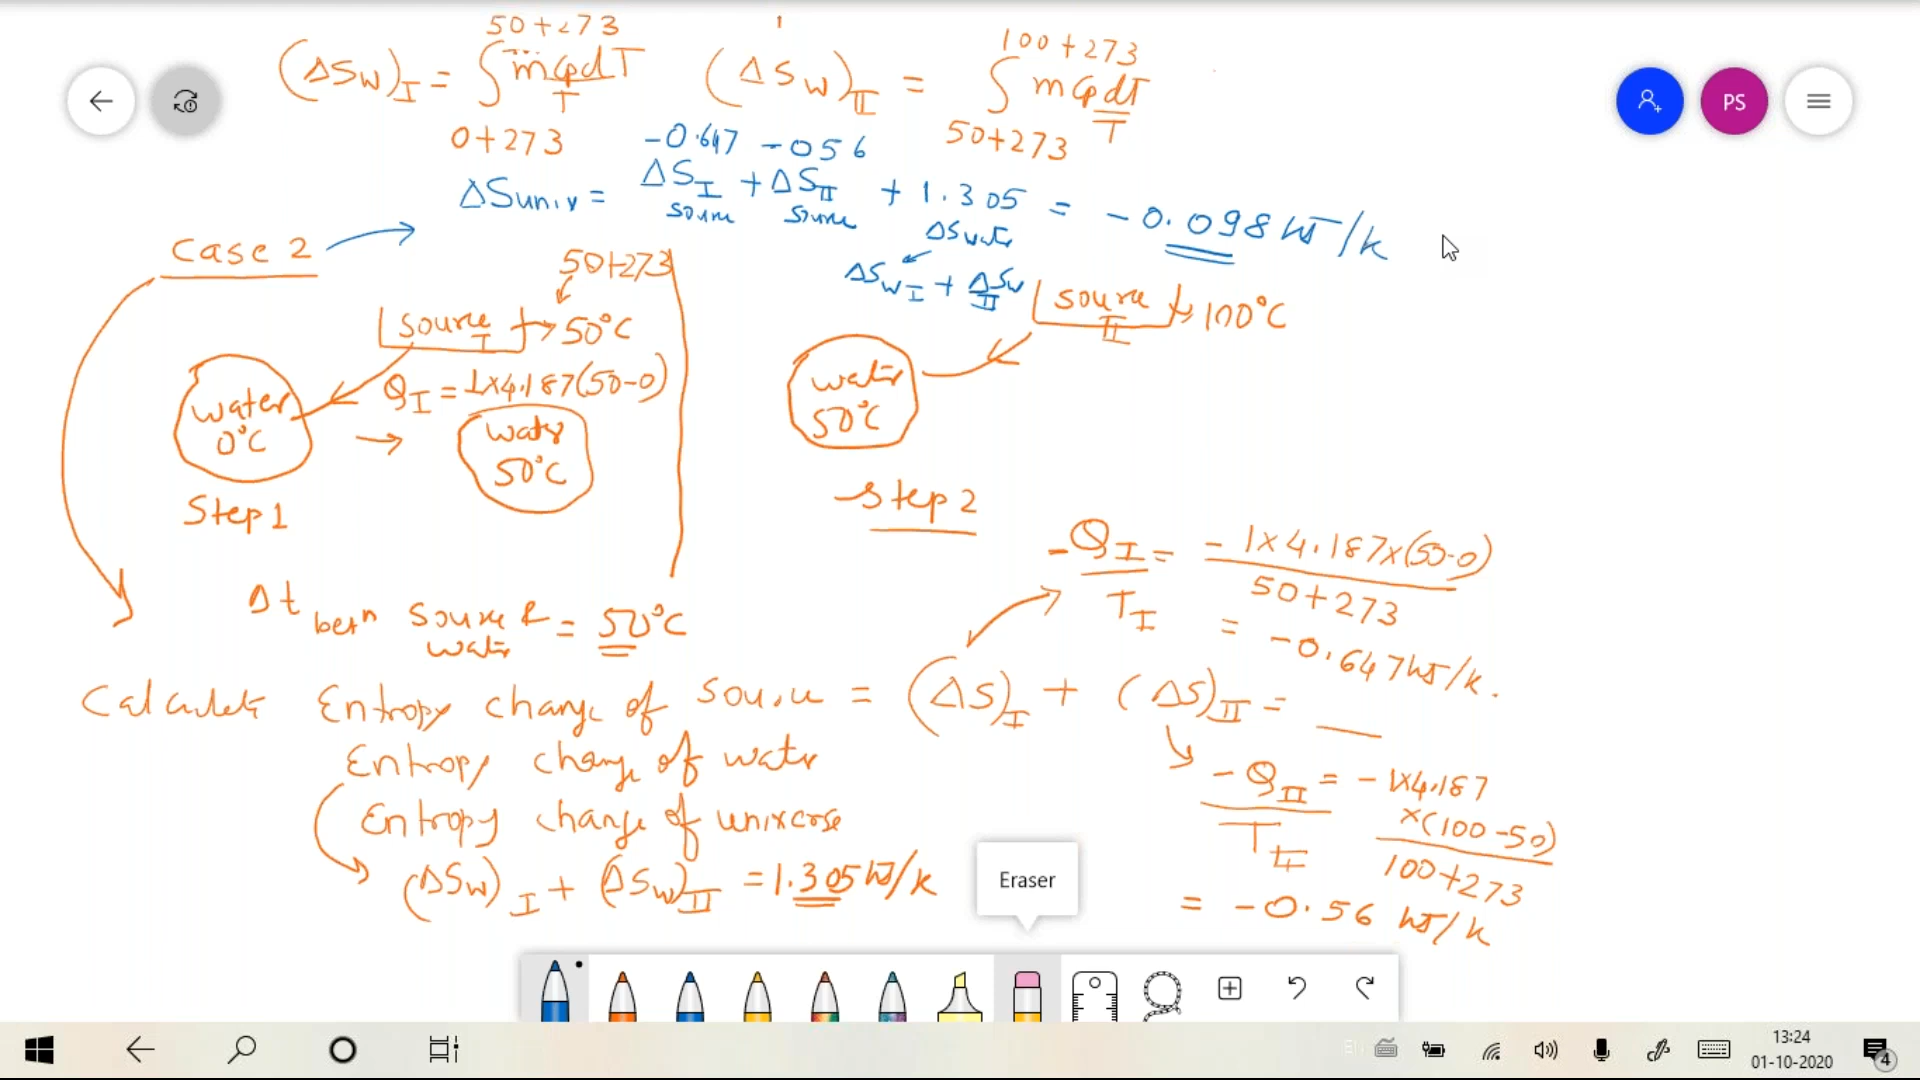 50+273
(ΔSw)I = ∫ mCpdT/T
0+273
100+273
(ΔSw)II = ∫ mCpdT/T
50+273
-0.647 -056
ΔSuniv = ΔSI + ΔSII + 1.305 = -0.098 kJ/k
source source ΔSwater
ΔSwI + ΔSwII
Case 2
50+273
source I → 50°C
QI = 1x4.187(50-0)
water 0°C → water 50°C
Step 1
source II → 100°C
water 50°C
Step 2
Δt betn source & water = 50°C
-QI/TI = -1x4.187x(50-0)/50+273
= -0.647kJ/k.
Calculate Entropy change of source = (ΔS)I + (ΔS)II =
Entropy change of water
Entropy change of universe
(ΔSw)I + (ΔSw)II = 1.305 kJ/k
-QII/TII = -1x4.187 x(100-50)/100+273
= -0.56 kJ/k
PS
Eraser
13:24
01-10-2020
4